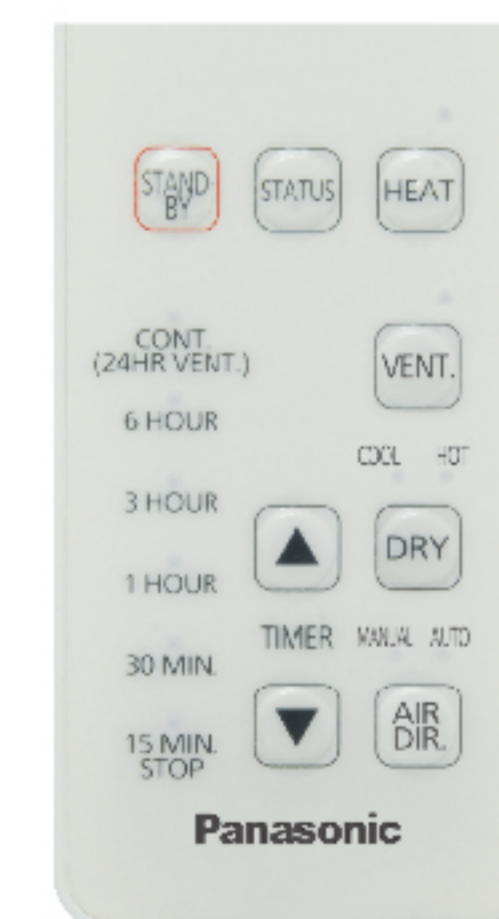 STAND-
BY
STATUS
HEAT
CONT.
(24HR VENT.)
VENT.
6 HOUR
COOL HOT
3 HOUR
DRY
1 HOUR
TIMER
MANUAL AUTO
30 MIN.
AIR
DIR.
15 MIN.
STOP
Panasonic